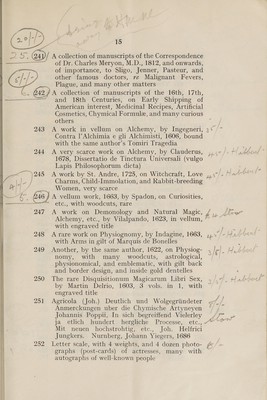 20/-/-
15
25. (241) A collection of manuscripts of the Correspondence
of Dr. Charles Meryon, M.D., 1812, and onwards,
of importance, to Sligo, Jenner, Pasteur, and
other famous doctors, re Malignant Fevers,
Plague, and many other matters
5/-/-
6. (242) A collection of manuscripts of the 16th, 17th,
and 18th Centuries, on Early Shipping of
American interest, Medicinal Recipes, Artificial
Cosmetics, Chymical Formulæ, and many curious
others
243 A work in vellum on Alchemy, by Ingegneri,
Contra l'Alchimia e gli Alchimisti, 1606, bound
with the same author's Tomiri Tragedia
244 A very scarce work on Alchemy, by Clanderus,
1678, Dissertatio de Tinctura Universali (vulgo
Lapis Philosophorum dicta)
245 A work by St. Andre, 1725, on Witchcraft, Love
Charms, Child-Immolation, and Rabbit-breeding
Women, very scarce
4/-/-
(246) A vellum work, 1663, by Spadon, on Curiosities,
etc., with woodcuts, rare
247 A work on Demonology and Natural Magic,
Alchemy, etc., by Vilalpando, 1623, in vellum,
with engraved title
248 A rare work on Physiognomy, by Indagine, 1663,
with Arms in gilt of Marquis de Bonelles
249 Another, by the same author, 1622, on Physiog-
nomy, with many woodcuts, astrological,
physionomical, and emblematic, with gilt back
and border design, and inside gold dentelles
250 The rare Disquisitionum Magicarum Libri Sex,
by Martin Delrio, 1603, 3 vols. in 1, with
engraved title
251 Agricola (Joh.) Deutlich und Wolgegründeter
Anmerckungen uber die Chymische Artzneyen
Johannis Poppii, In sich begreiffend Vielerley
ja etlich hundert herzliche Processe, etc.,
Mit neuen hochstnohtig, etc., Joh. Helfrici
Jungkers. Nurnberg, Johann Viegers, 1686
252 Letter scale, with 4 weights, and 4 dozen photo-
graphs (post-cards) of actresses, many with
autographs of well-known people